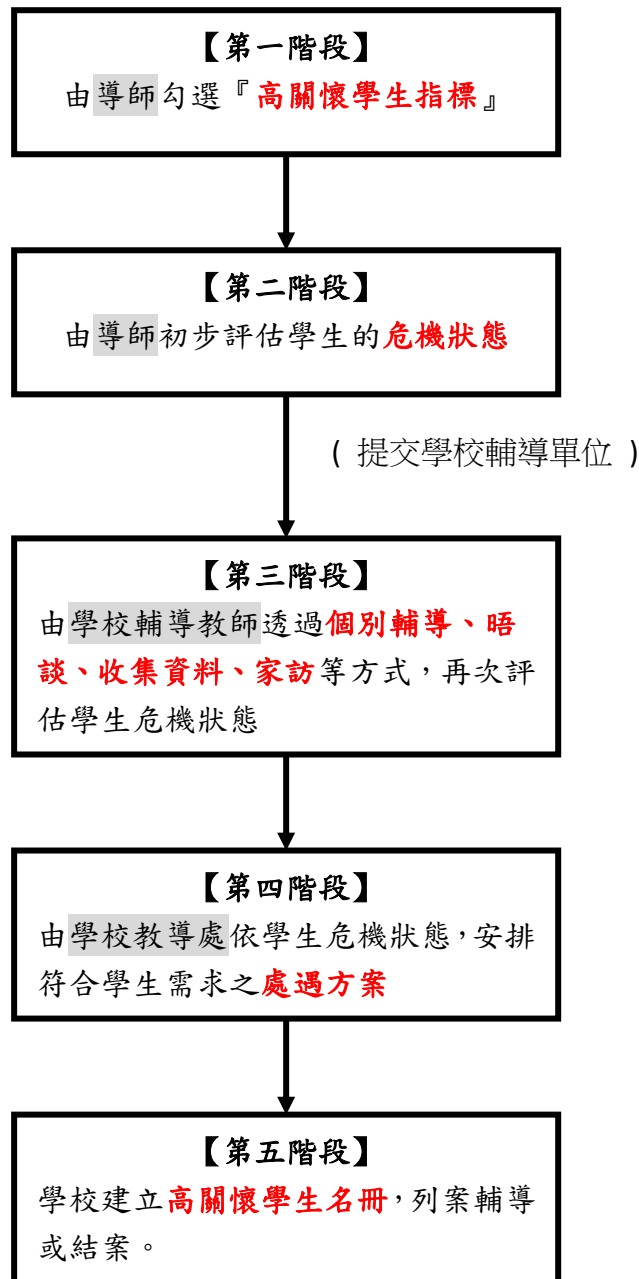 【第一階段】
由導師勾選『高關懷學生指標』
【第二階段】
由導師初步評估學生的危機狀態
( 提交學校輔導單位 )
【第三階段】
由學校輔導教師透過個別輔導、晤
談、收集資料、家訪等方式，再次評
估學生危機狀態
【第四階段】
由學校教導處依學生危機狀態，安排
符合學生需求之處遇方案
【第五階段】
學校建立高關懷學生名冊，列案輔導
或結案。